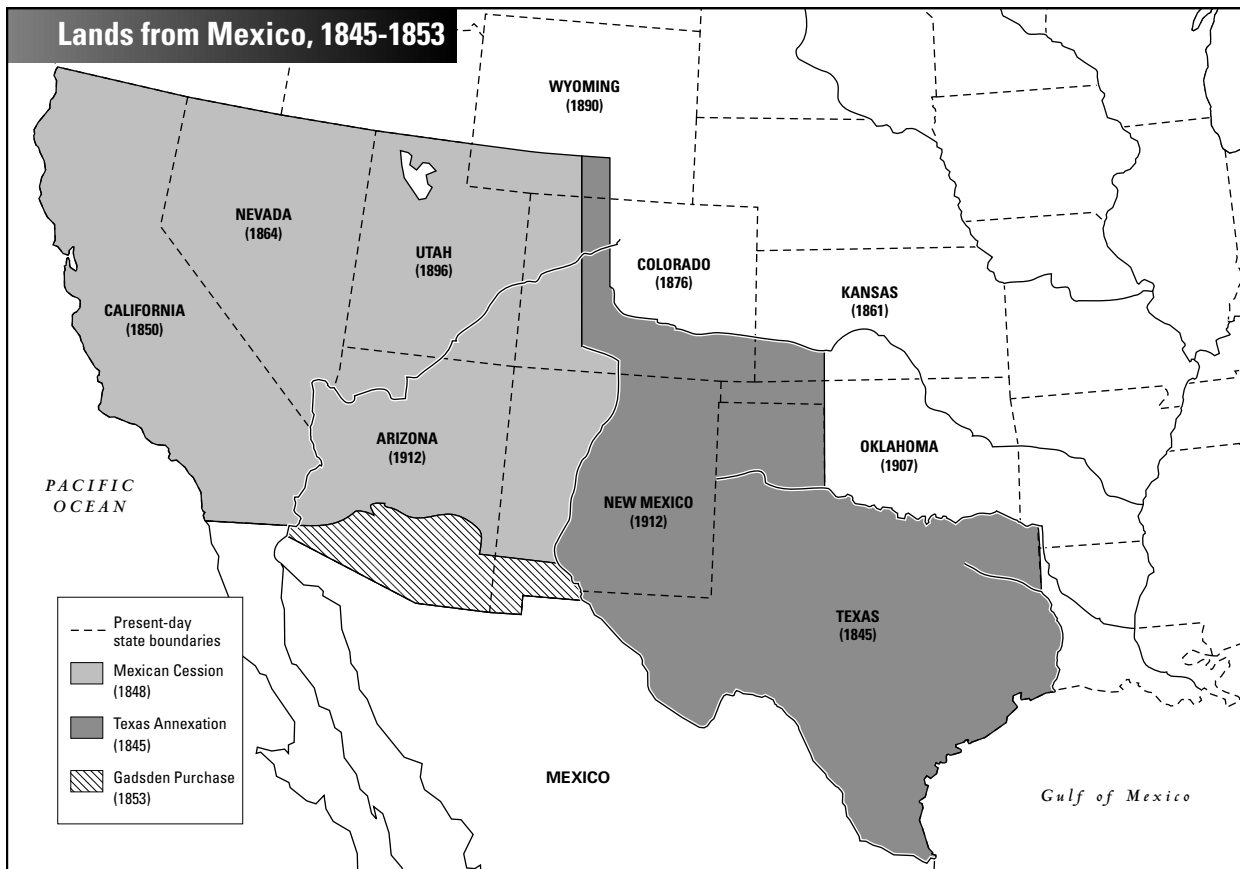 Lands from Mexico, 1845-1853
WYOMING
(1890)
NEVADA
(1864)
UTAH
(1896)
COLORADO
(1876)
KANSAS
(1861)
CALIFORNIA
(1850)
ARIZONA
(1912)
OKLAHOMA
(1907)
PACIFIC
OCEAN
NEW MEXICO
(1912)
TEXAS
(1845)
MEXICO
Gulf of Mexico
Present-day
state boundaries
Mexican Cession
(1848)
Texas Annexation
(1845)
Gadsden Purchase
(1853)